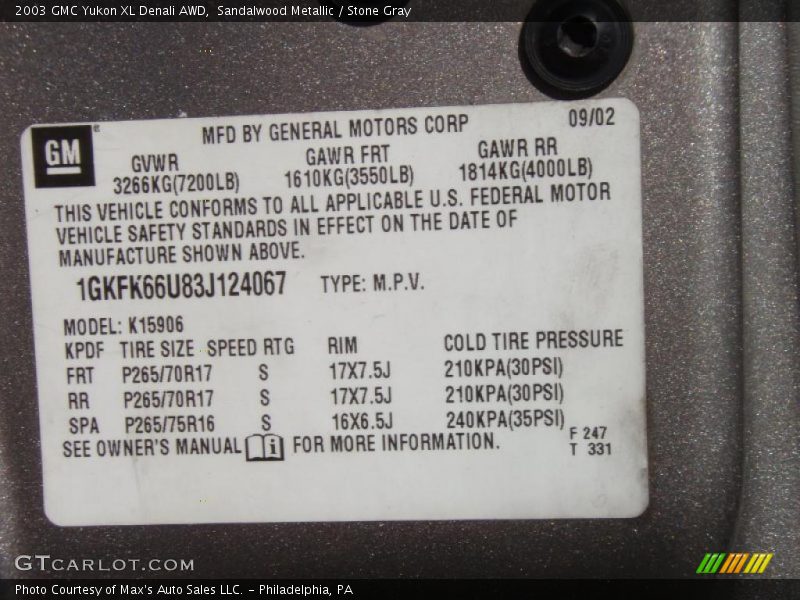 2003 GMC Yukon XL Denali AWD, Sandalwood Metallic / Stone Gray
GM®
MFD BY GENERAL MOTORS CORP 09/02
GVWR GAWR FRT GAWR RR
3266KG(7200LB) 1610KG(3550LB) 1814KG(4000LB)
THIS VEHICLE CONFORMS TO ALL APPLICABLE U.S. FEDERAL MOTOR
VEHICLE SAFETY STANDARDS IN EFFECT ON THE DATE OF
MANUFACTURE SHOWN ABOVE.
1GKFK66U83J124067 TYPE: M.P.V.
MODEL: K15906
KPDF TIRE SIZE SPEED RTG RIM COLD TIRE PRESSURE
FRT P265/70R17 S 17X7.5J 210KPA(30PSI)
RR P265/70R17 S 17X7.5J 210KPA(30PSI)
SPA P265/75R16 S 16X6.5J 240KPA(35PSI)
SEE OWNER'S MANUAL i FOR MORE INFORMATION.
F 247
T 331
GTCARLOT.COM
Photo Courtesy of Max's Auto Sales LLC. - Philadelphia, PA